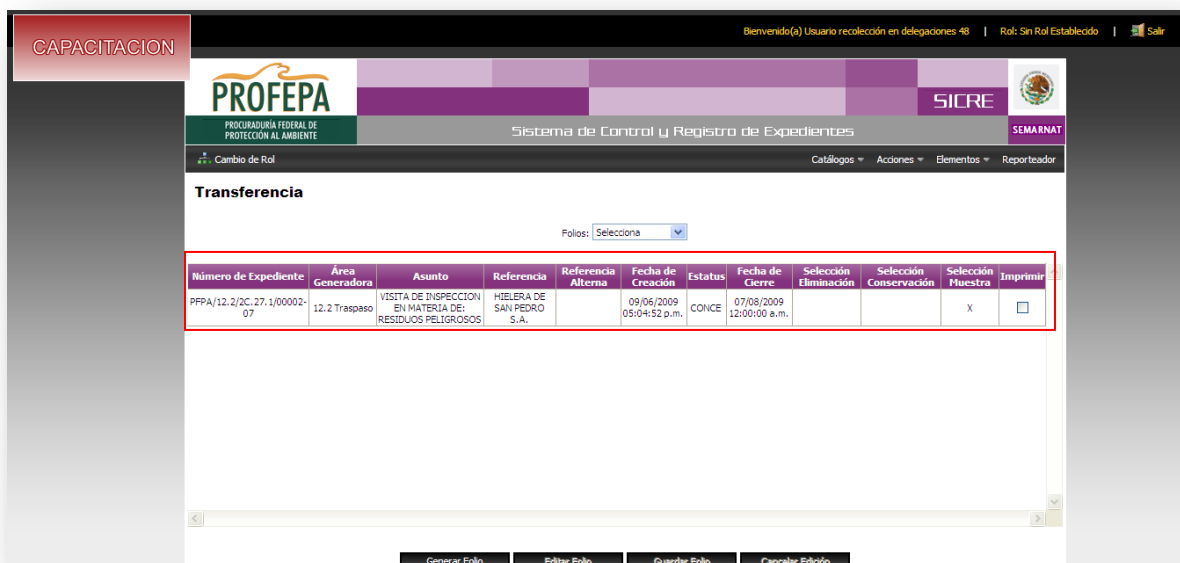 CAPACITACION
Bienvenido(a) Usuario recolección en delegaciones 48 | Rol: Sin Rol Establecido | Salir
PROFEPA
PROCURADURÍA FEDERAL DE
PROTECCIÓN AL AMBIENTE
SICRE
Sistema de Control y Registro de Expedientes
SEMARNAT
Cambio de Rol
Catálogos Acciones Elementos Reporteador
Transferencia
Folios: Selecciona
Número de Expediente
Área
Generadora
Asunto
Referencia
Referencia
Alterna
Fecha de
Creación
Estatus
Fecha de
Cierre
Selección
Eliminación
Selección
Conservación
Selección
Muestra
Imprimir
PFPA/12.2/2C.27.1/00002-
07
12.2 Traspaso
VISITA DE INSPECCION
EN MATERIA DE:
RESIDUOS PELIGROSOS
HIELERA DE
SAN PEDRO
S.A.
09/06/2009
05:04:52 p.m.
CONCE
07/08/2009
12:00:00 a.m.
X
Generar Folio
Editar Folio
Guardar Folio
Cancelar Edición